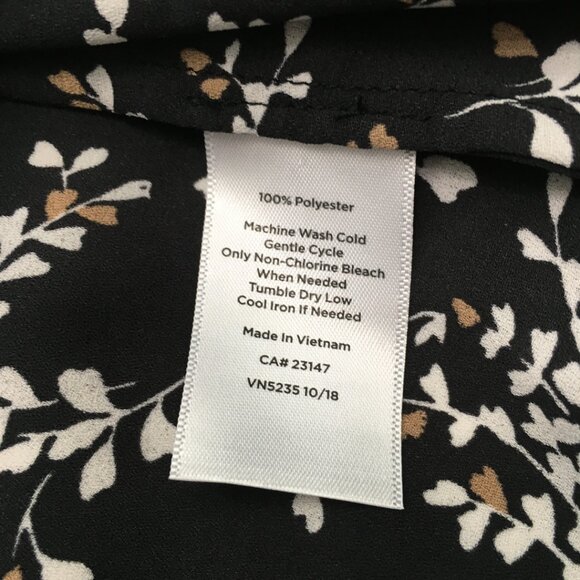 100% Polyester
Machine Wash Cold
Gentle Cycle
Only Non-Chlorine Bleach
When Needed
Tumble Dry Low
Cool Iron If Needed
Made In Vietnam
CA# 23147
VN5235 10/18